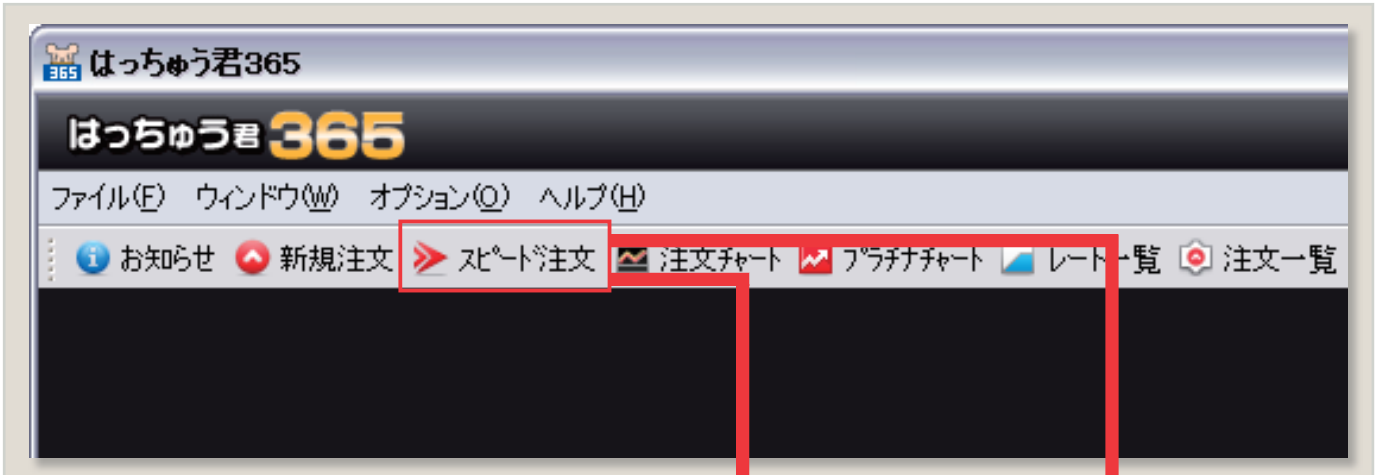 365 はっちゅう君365
はっちゅう君365
ファイル(F) ウィンドウ(W) オプション(O) ヘルプ(H)
お知らせ 新規注文 スピード注文 注文チャート プラチナチャート レート一覧 注文一覧